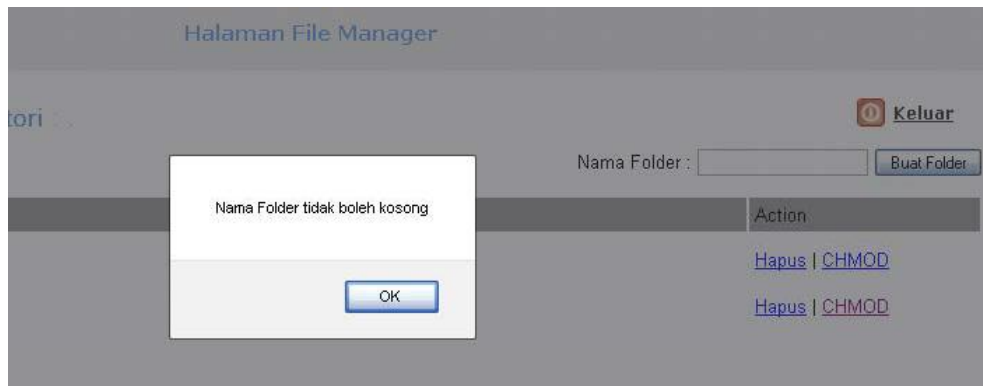 Halaman File Manager
tori : .
Keluar
Nama Folder :
Buat Folder
Nama Folder tidak boleh kosong
OK
Action
Hapus | CHMOD
Hapus | CHMOD